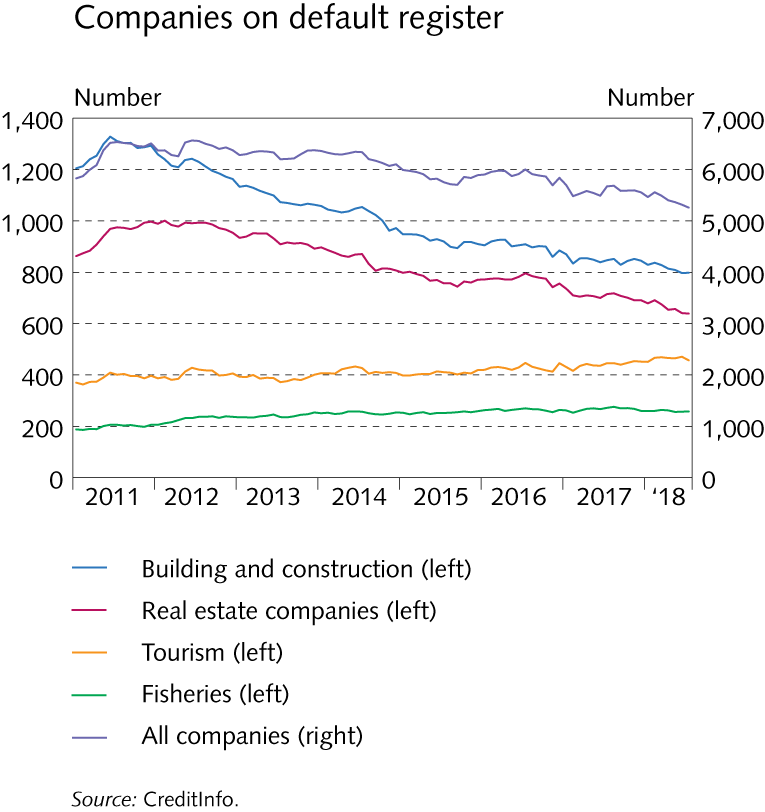 Companies on default register
Number Number
1,400 7,000
1,200 6,000
1,000 5,000
800 4,000
600 3,000
400 2,000
200 1,000
0 0
2011 2012 2013 2014 2015 2016 2017 ‘18
Building and construction (left)
Real estate companies (left)
Tourism (left)
Fisheries (left)
All companies (right)
Source: CreditInfo.